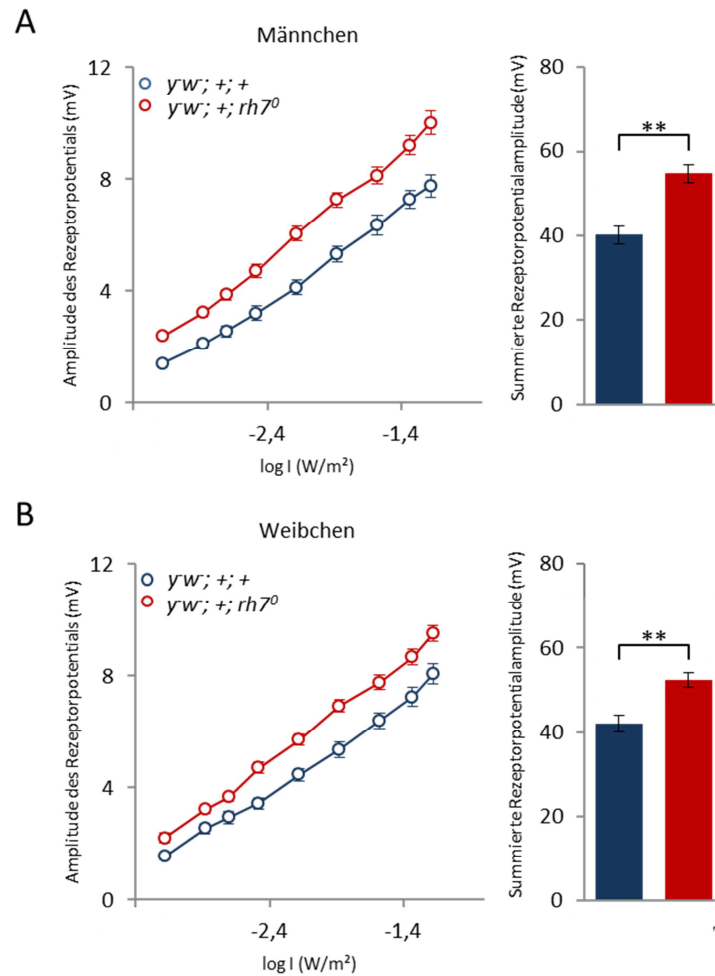 A
Männchen
12
8
4
0
Amplitude des Rezeptorpotentials (mV)
y⁻w⁻; +; +
y⁻w⁻; +; rh7⁰
-2,4
-1,4
log I (W/m²)
80
60
40
20
0
Summierte Rezeptorpotentialamplitude (mV)
**
B
Weibchen
12
8
4
0
Amplitude des Rezeptorpotentials (mV)
y⁻w⁻; +; +
y⁻w⁻; +; rh7⁰
-2,4
-1,4
log I (W/m²)
80
60
40
20
0
Summierte Rezeptorpotentialamplitude (mV)
**